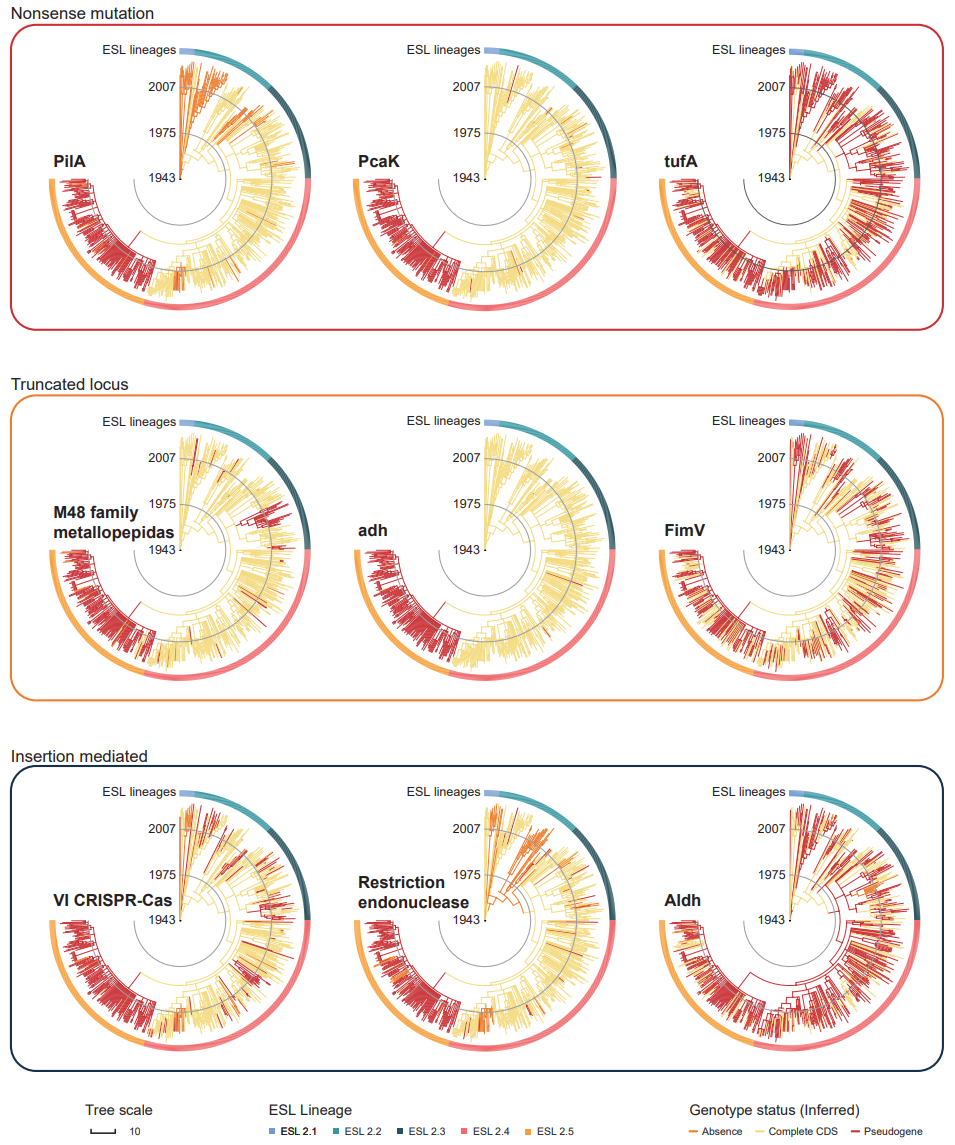 Nonsense mutation
ESL lineages
2007
1975
1943
PilA
ESL lineages
2007
1975
1943
PcaK
ESL lineages
2007
1975
1943
tufA
Truncated locus
ESL lineages
2007
1975
1943
M48 family
metallopepidas
ESL lineages
2007
1975
1943
adh
ESL lineages
2007
1975
1943
FimV
Insertion mediated
ESL lineages
2007
1975
1943
VI CRISPR-Cas
ESL lineages
2007
1975
1943
Restriction
endonuclease
ESL lineages
2007
1975
1943
Aldh
Tree scale
10
ESL Lineage
ESL 2.1 ESL 2.2 ESL 2.3 ESL 2.4 ESL 2.5
Genotype status (Inferred)
Absence Complete CDS Pseudogene